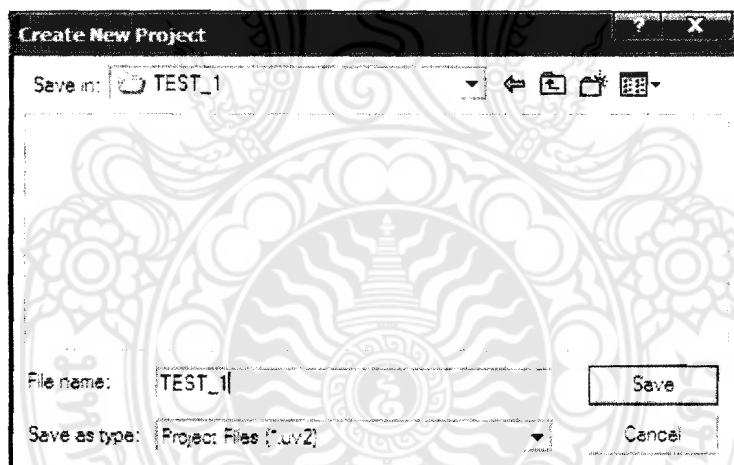 Create New Project
Save in: TEST_1
File name: TEST_1
Save
Save as type: Project Files (*.uv2)
Cancel